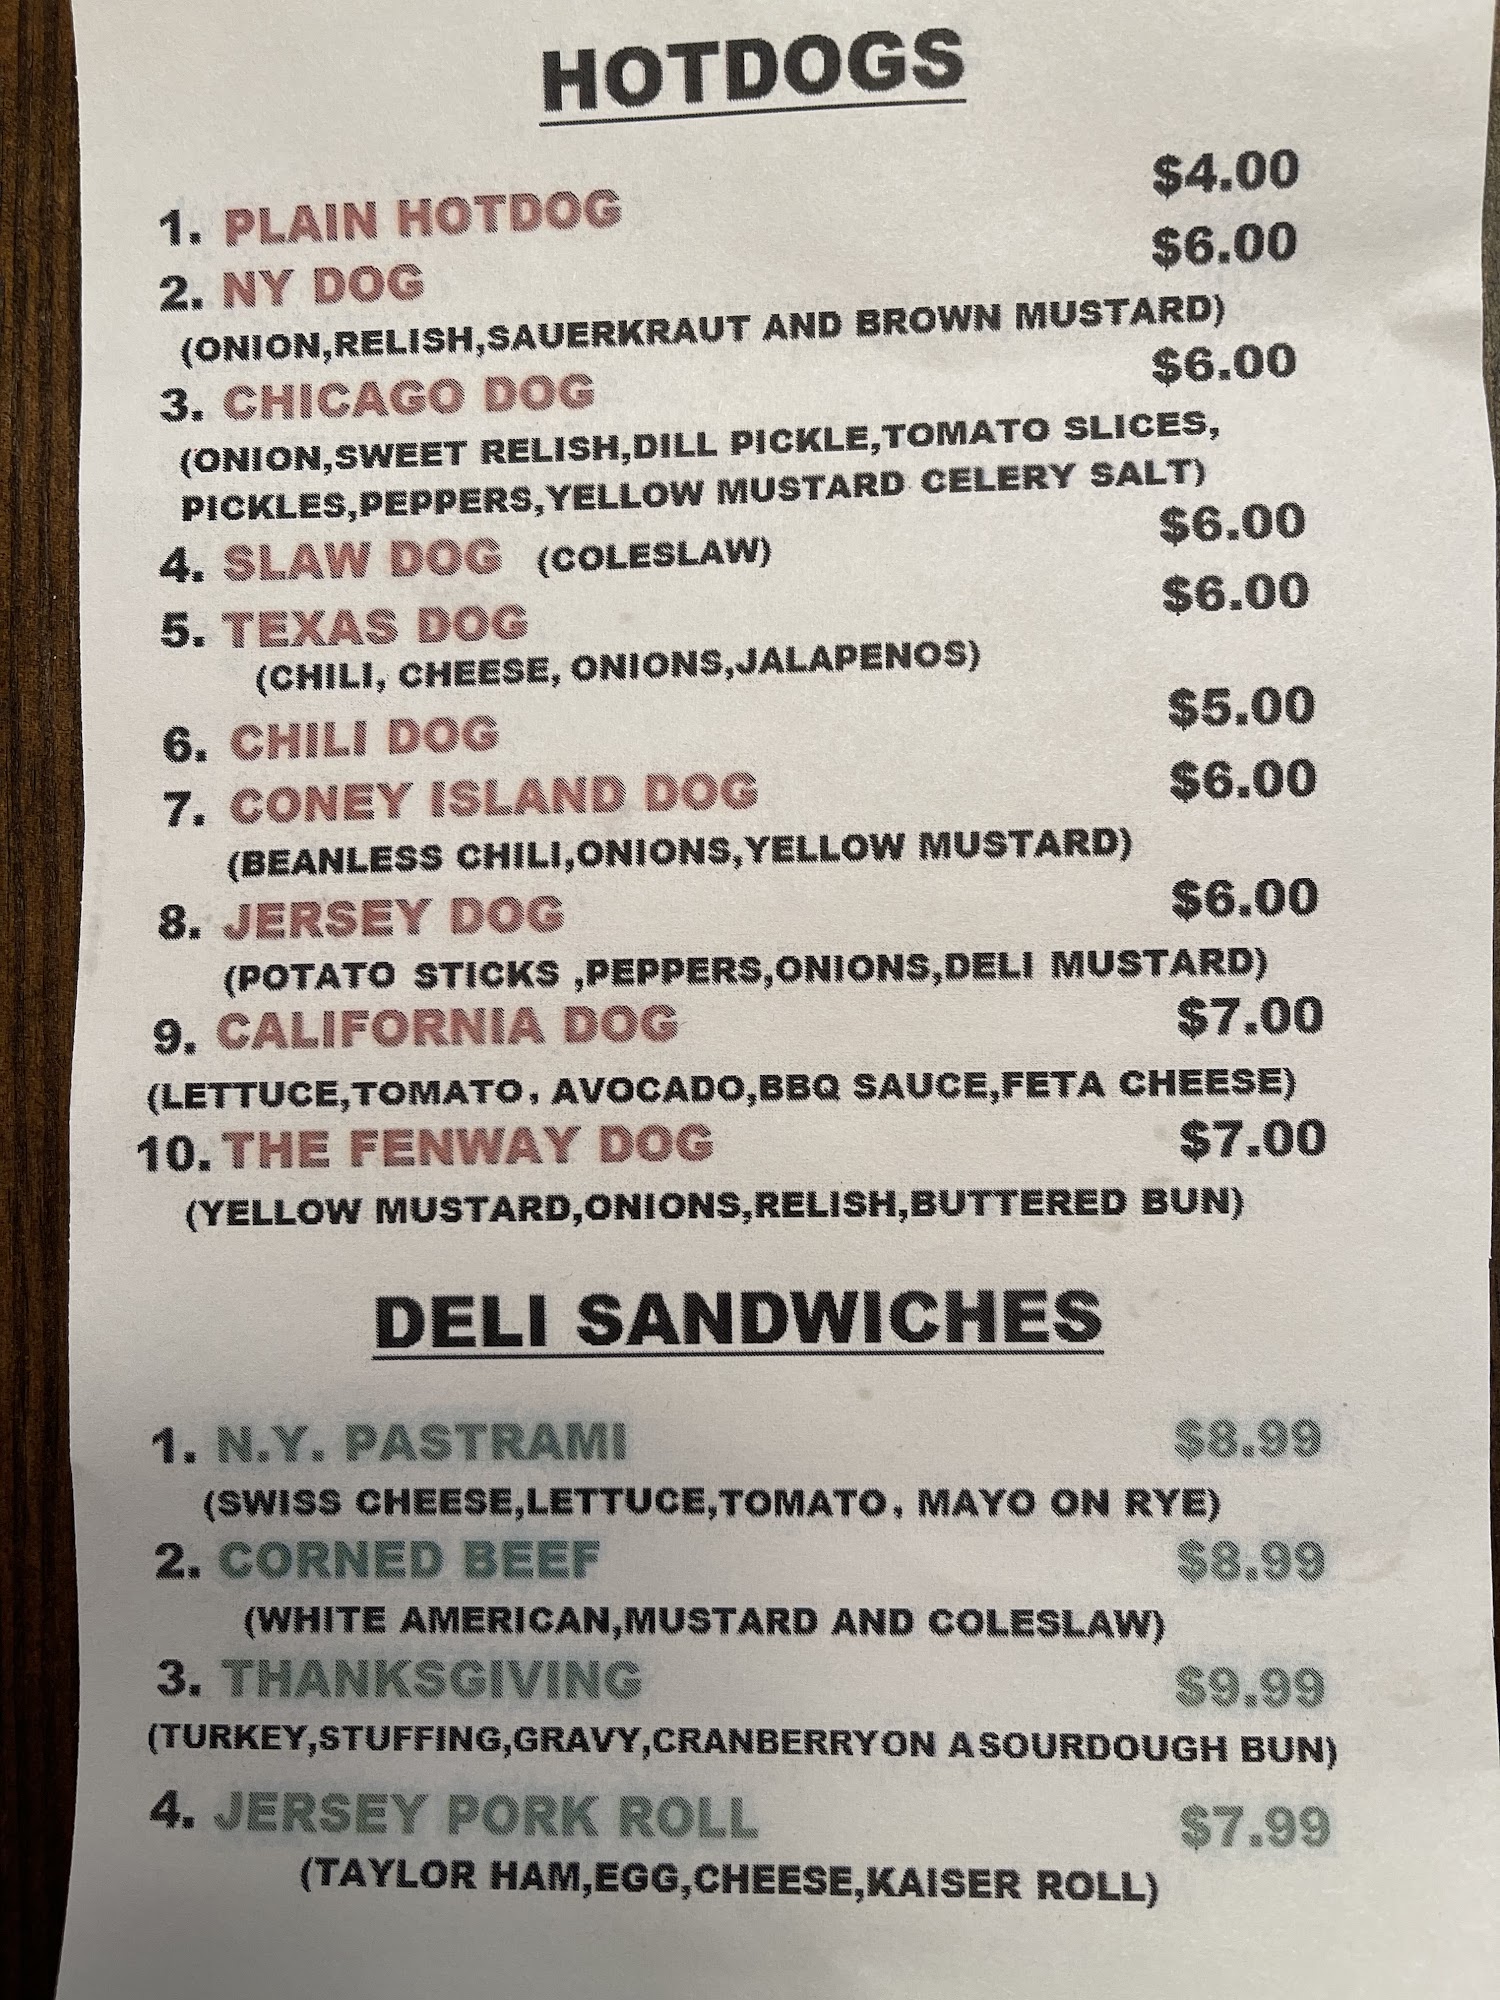 HOTDOGS
1. PLAIN HOTDOG $4.00
2. NY DOG $6.00
(ONION,RELISH,SAUERKRAUT AND BROWN MUSTARD)
3. CHICAGO DOG $6.00
(ONION,SWEET RELISH,DILL PICKLE,TOMATO SLICES,
PICKLES,PEPPERS,YELLOW MUSTARD CELERY SALT)
4. SLAW DOG (COLESLAW) $6.00
5. TEXAS DOG $6.00
(CHILI, CHEESE, ONIONS,JALAPENOS)
6. CHILI DOG $5.00
7. CONEY ISLAND DOG $6.00
(BEANLESS CHILI,ONIONS,YELLOW MUSTARD)
8. JERSEY DOG $6.00
(POTATO STICKS ,PEPPERS,ONIONS,DELI MUSTARD)
9. CALIFORNIA DOG $7.00
(LETTUCE,TOMATO, AVOCADO,BBQ SAUCE,FETA CHEESE)
10. THE FENWAY DOG $7.00
(YELLOW MUSTARD,ONIONS,RELISH,BUTTERED BUN)
DELI SANDWICHES
1. N.Y. PASTRAMI $8.99
(SWISS CHEESE,LETTUCE,TOMATO, MAYO ON RYE)
2. CORNED BEEF $8.99
(WHITE AMERICAN,MUSTARD AND COLESLAW)
3. THANKSGIVING $9.99
(TURKEY,STUFFING,GRAVY,CRANBERRY ON A SOURDOUGH BUN)
4. JERSEY PORK ROLL $7.99
(TAYLOR HAM,EGG,CHEESE,KAISER ROLL)